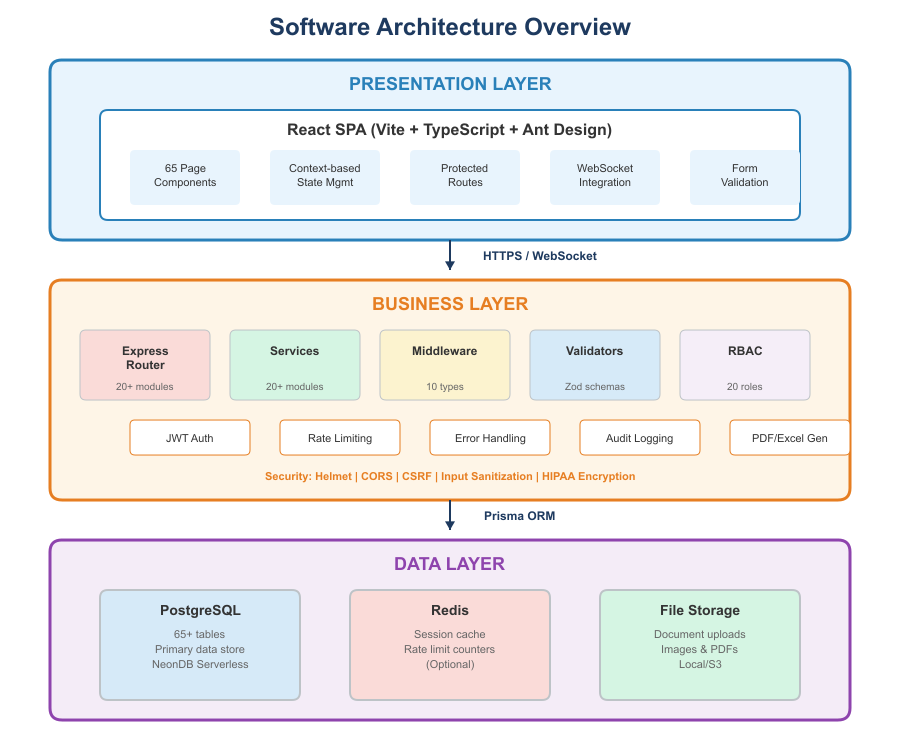 Software Architecture Overview
PRESENTATION LAYER
React SPA (Vite + TypeScript + Ant Design)
65 Page
Components
Context-based
State Mgmt
Protected
Routes
WebSocket
Integration
Form
Validation
HTTPS / WebSocket
BUSINESS LAYER
Express
Router
20+ modules
Services
20+ modules
Middleware
10 types
Validators
Zod schemas
RBAC
20 roles
JWT Auth
Rate Limiting
Error Handling
Audit Logging
PDF/Excel Gen
Security: Helmet | CORS | CSRF | Input Sanitization | HIPAA Encryption
Prisma ORM
DATA LAYER
PostgreSQL
65+ tables
Primary data store
NeonDB Serverless
Redis
Session cache
Rate limit counters
(Optional)
File Storage
Document uploads
Images & PDFs
Local/S3